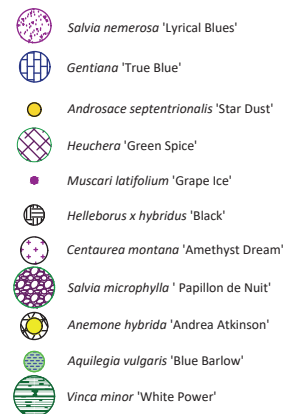 Salvia nemerosa 'Lyrical Blues'
Gentiana 'True Blue'
Androsace septentrionalis 'Star Dust'
Heuchera 'Green Spice'
Muscari latifolium 'Grape Ice'
Helleborus x hybridus 'Black'
Centaurea montana 'Amethyst Dream'
Salvia microphylla ' Papillon de Nuit'
Anemone hybrida 'Andrea Atkinson'
Aquilegia vulgaris 'Blue Barlow'
Vinca minor 'White Power'